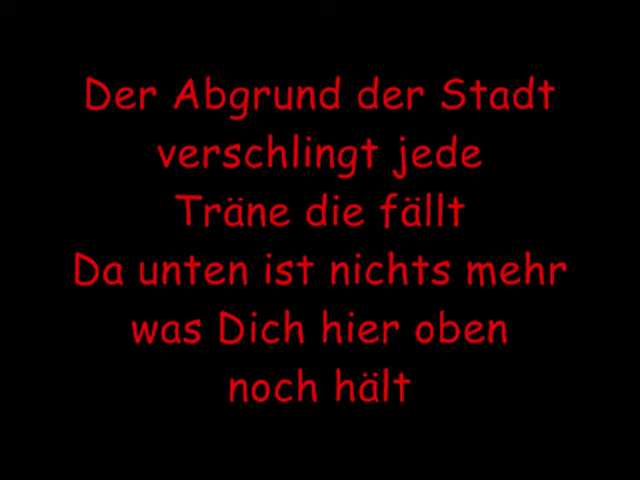 Der Abgrund der Stadt
verschlingt jede
Träne die fällt
Da unten ist nichts mehr
was Dich hier oben
noch hält